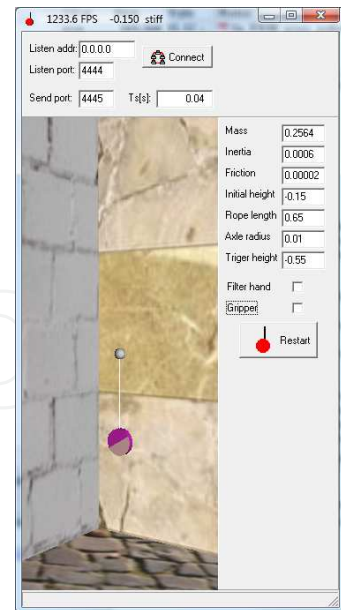 1233.6 FPS -0.150 stiff
Listen addr: 0.0.0.0
Connect
Listen port: 4444
Send port: 4445 Ts[s]: 0.04
Mass 0.2564
Inertia 0.0006
Friction 0.00002
Initial height -0.15
Rope length 0.65
Axle radius 0.01
Triger height -0.55
Filter hand
Gripper
Restart